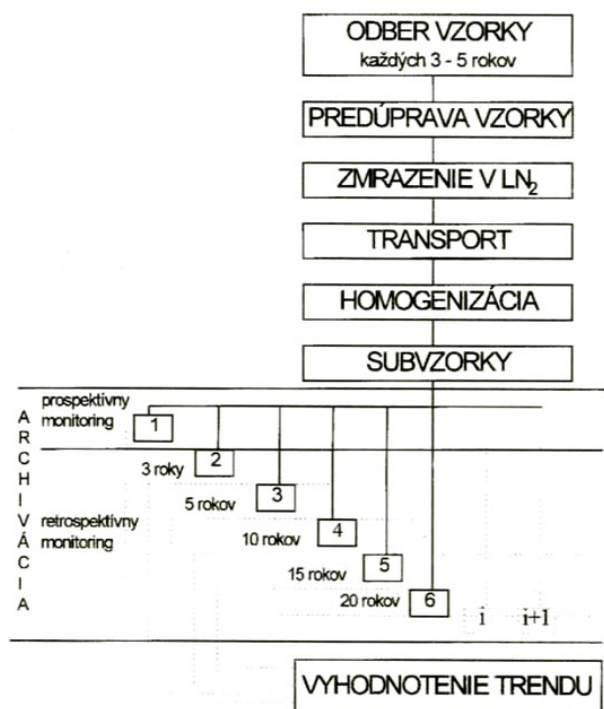 ODBER VZORKY
každých 3 - 5 rokov
PREDÚPRAVA VZORKY
ZMRAZENIE V LN₂
TRANSPORT
HOMOGENIZÁCIA
SUBVZORKY
ARCHIVÁCIA
prospektívny
monitoring
1
2
3 roky
3
5 rokov
retrospektívny
monitoring
4
10 rokov
5
15 rokov
6
20 rokov
i
i+1
VYHODNOTENIE TRENDU